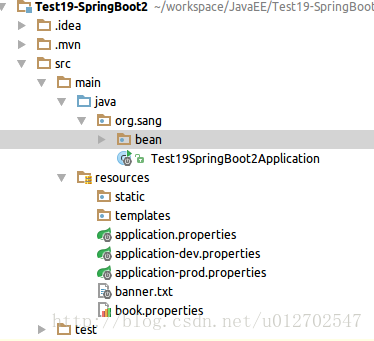 Test19-SpringBoot2 ~/workspace/JavaEE/Test19-SpringBoo
.idea
.mvn
src
main
java
org.sang
bean
Test19SpringBoot2Application
resources
static
templates
application.properties
application-dev.properties
application-prod.properties
banner.txt
book.properties
http://blog.csdn.net/u012702547
test